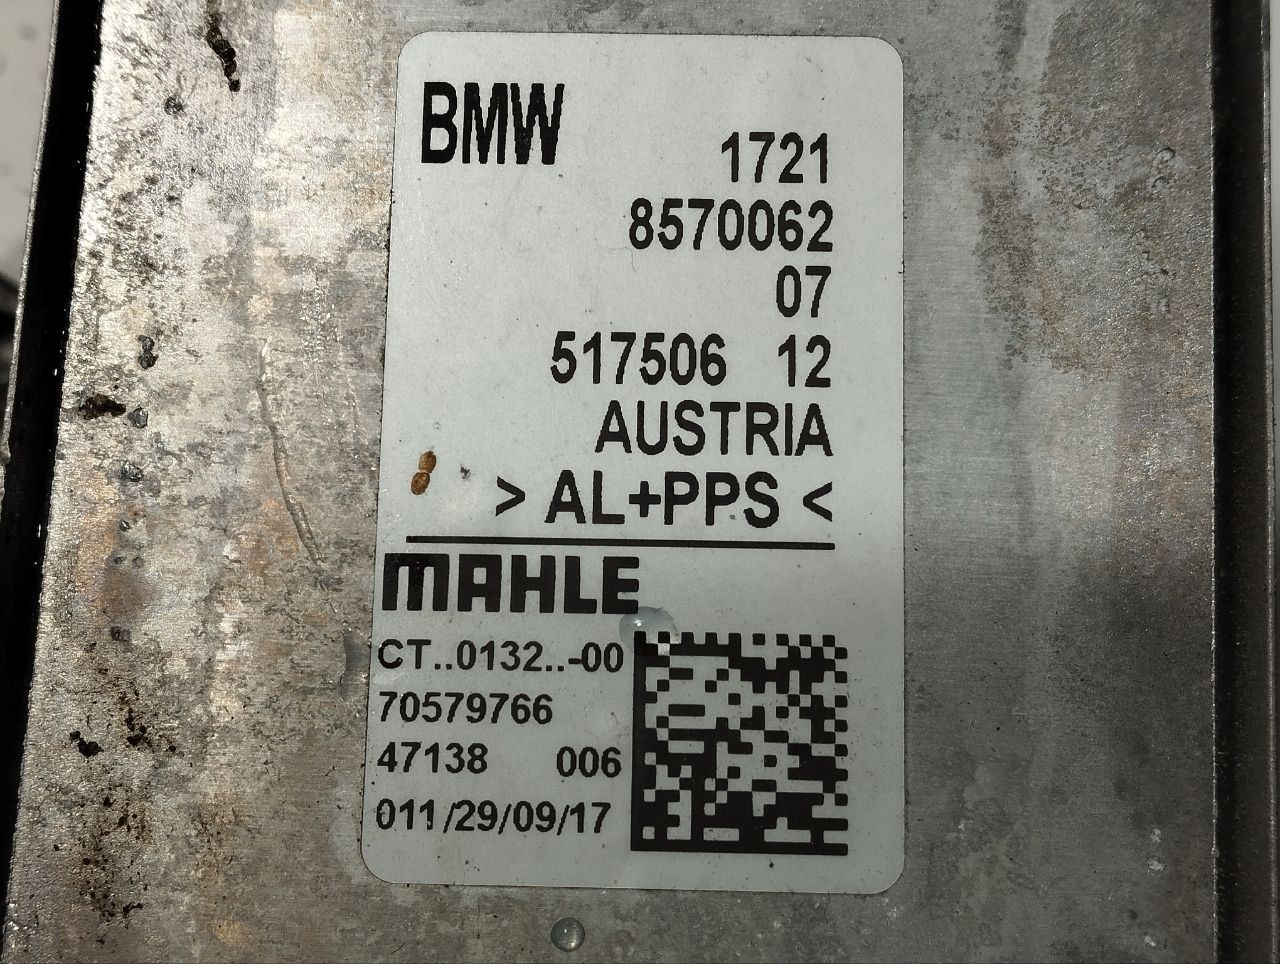 BMW
1721
8570062
07
517506 12
AUSTRIA
> AL+PPS <
MAHLE
CT..0132..-00
70579766
47138 006
011/29/09/17